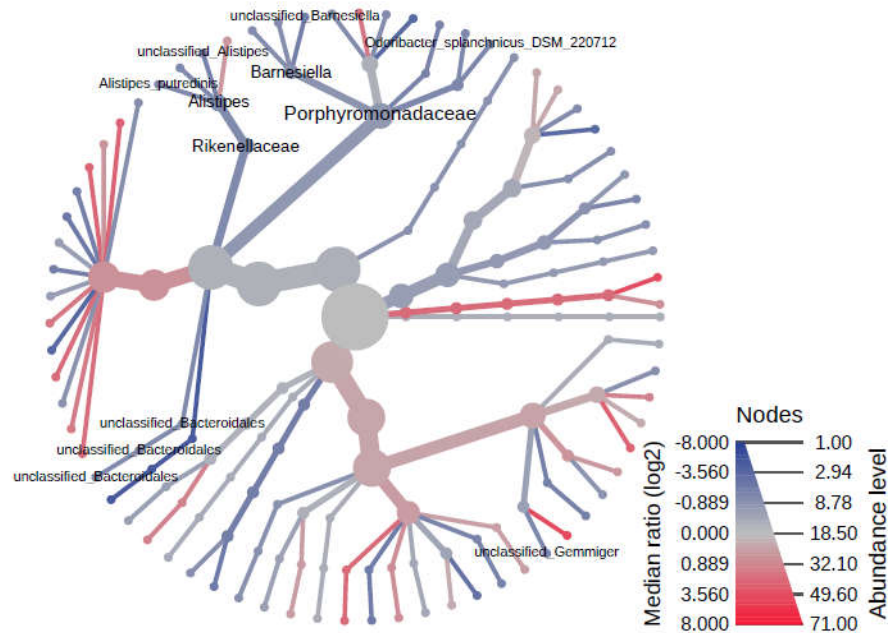 unclassified_Barnesiella
unclassified_Alistipes
Odoribacter_splanchnicus_DSM_220712
Barnesiella
Alistipes_putredinis
Alistipes
Porphyromonadaceae
Rikenellaceae
unclassified_Bacteroidales
unclassified_Bacteroidales
unclassified_Bacteroidales
unclassified_Gemmiger
Nodes
Median ratio (log2)
Abundance level
-8.000 1.00
-3.560 2.94
-0.889 8.78
0.000 18.50
0.889 32.10
3.560 49.60
8.000 71.00